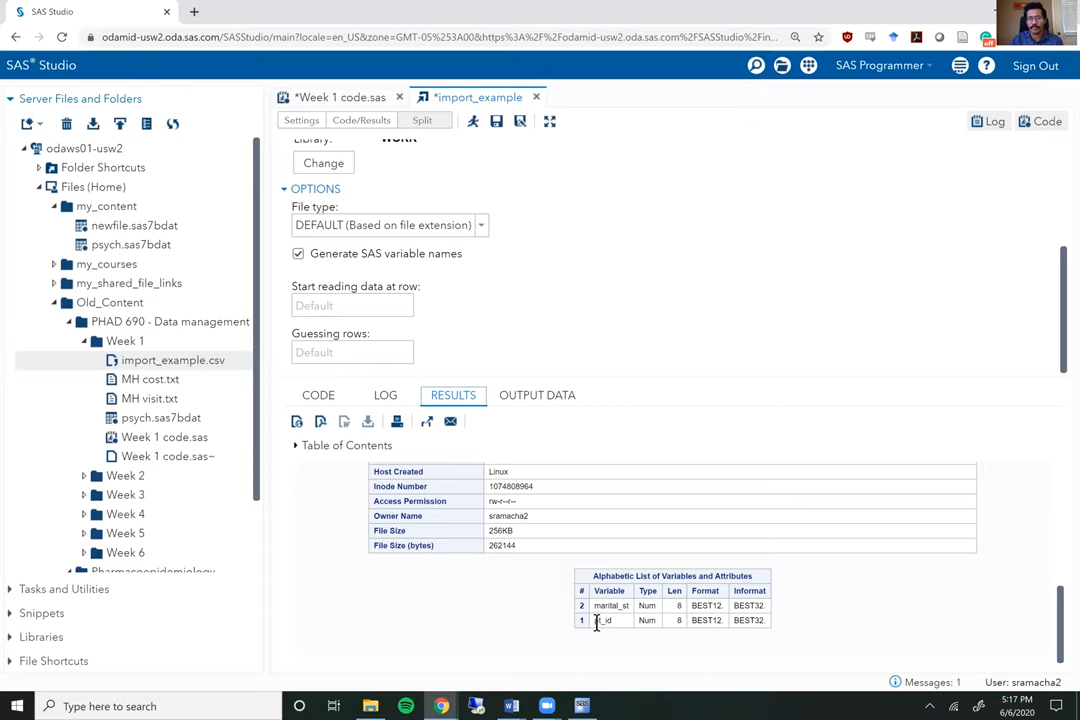 SAS Studio
odamid-usw2.oda.sas.com/SASStudio/main?locale=en_US&zone=GMT-05%253A00&https%3A%2F%2Fodamid-usw2.oda.sas.com%2FSASStudio%2Fin...
off
SAS® Studio
SAS Programmer
Sign Out
Server Files and Folders
*Week 1 code.sas
*import_example
Settings
Code/Results
Split
Log
Code
odaws01-usw2
Folder Shortcuts
Files (Home)
my_content
newfile.sas7bdat
psych.sas7bdat
my_courses
my_shared_file_links
Old_Content
PHAD 690 - Data management
Week 1
import_example.csv
MH cost.txt
MH visit.txt
psych.sas7bdat
Week 1 code.sas
Week 1 code.sas~
Week 2
Week 3
Week 4
Week 5
Week 6
Pharmacoepidemiology
Tasks and Utilities
Snippets
Libraries
File Shortcuts
Library: WORK
Change
OPTIONS
File type:
DEFAULT (Based on file extension)
Generate SAS variable names
Start reading data at row:
Default
Guessing rows:
Default
CODE LOG RESULTS OUTPUT DATA
Table of Contents
Host Created Linux
Inode Number 1074808964
Access Permission rw-r--r--
Owner Name sramacha2
File Size 256KB
File Size (bytes) 262144
Alphabetic List of Variables and Attributes
# Variable Type Len Format Informat
2 marital_st Num 8 BEST12. BEST32.
1 pt_id Num 8 BEST12. BEST32.
Messages: 1 User: sramacha2
Type here to search
5:17 PM
6/6/2020